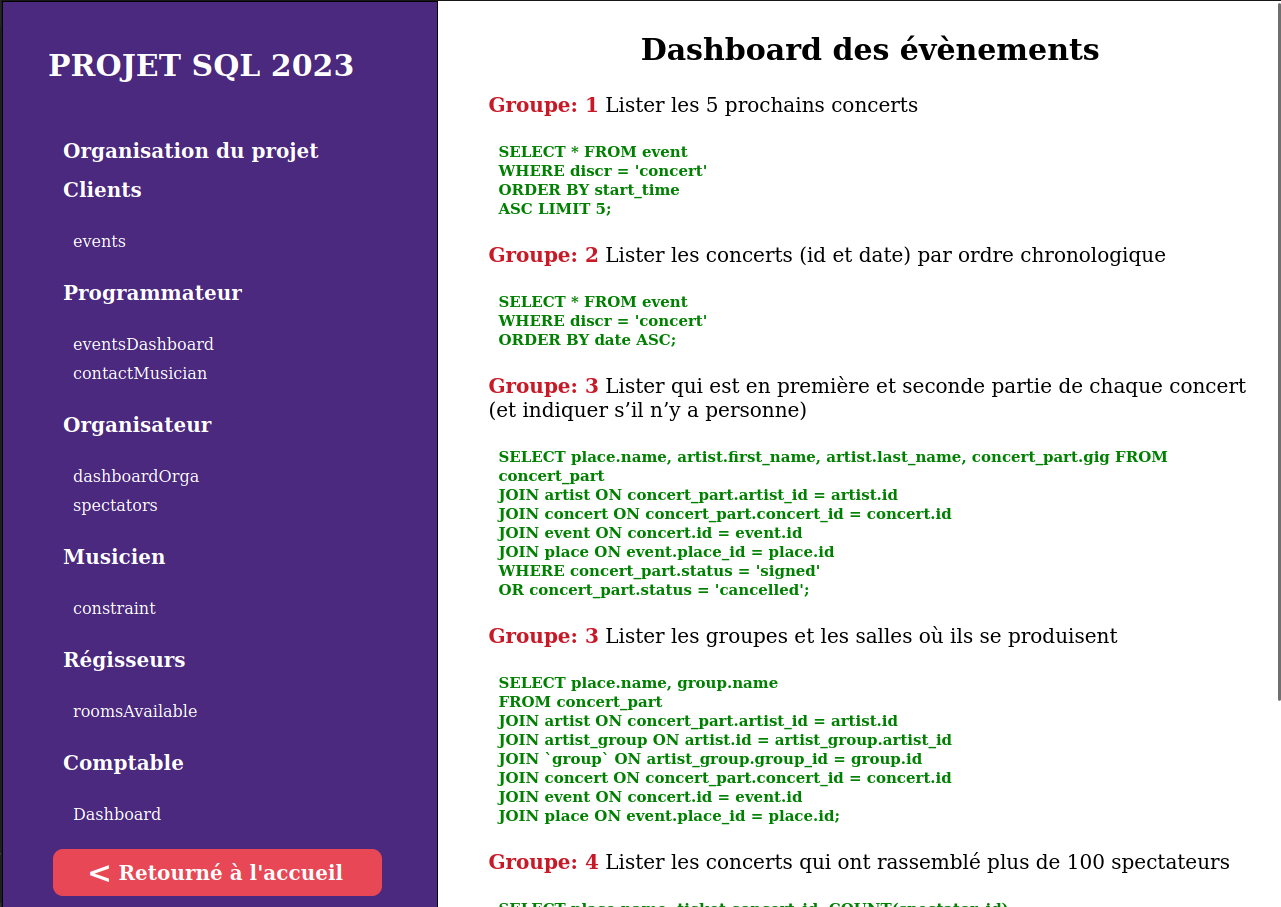 PROJET SQL 2023
Organisation du projet
Clients
events
Programmateur
eventsDashboard
contactMusician
Organisateur
dashboardOrga
spectators
Musicien
constraint
Régisseurs
roomsAvailable
Comptable
Dashboard
< Retourné à l'accueil
Dashboard des évènements
Groupe: 1 Lister les 5 prochains concerts
SELECT * FROM event
WHERE discr = 'concert'
ORDER BY start_time
ASC LIMIT 5;
Groupe: 2 Lister les concerts (id et date) par ordre chronologique
SELECT * FROM event
WHERE discr = 'concert'
ORDER BY date ASC;
Groupe: 3 Lister qui est en première et seconde partie de chaque concert
(et indiquer s’il n’y a personne)
SELECT place.name, artist.first_name, artist.last_name, concert_part.gig FROM
concert_part
JOIN artist ON concert_part.artist_id = artist.id
JOIN concert ON concert_part.concert_id = concert.id
JOIN event ON concert.id = event.id
JOIN place ON event.place_id = place.id
WHERE concert_part.status = 'signed'
OR concert_part.status = 'cancelled';
Groupe: 3 Lister les groupes et les salles où ils se produisent
SELECT place.name, group.name
FROM concert_part
JOIN artist ON concert_part.artist_id = artist.id
JOIN artist_group ON artist.id = artist_group.artist_id
JOIN `group` ON artist_group.group_id = group.id
JOIN concert ON concert_part.concert_id = concert.id
JOIN event ON concert.id = event.id
JOIN place ON event.place_id = place.id;
Groupe: 4 Lister les concerts qui ont rassemblé plus de 100 spectateurs
SELECT place.name, ticket.concert_id, COUNT(spectator.id)